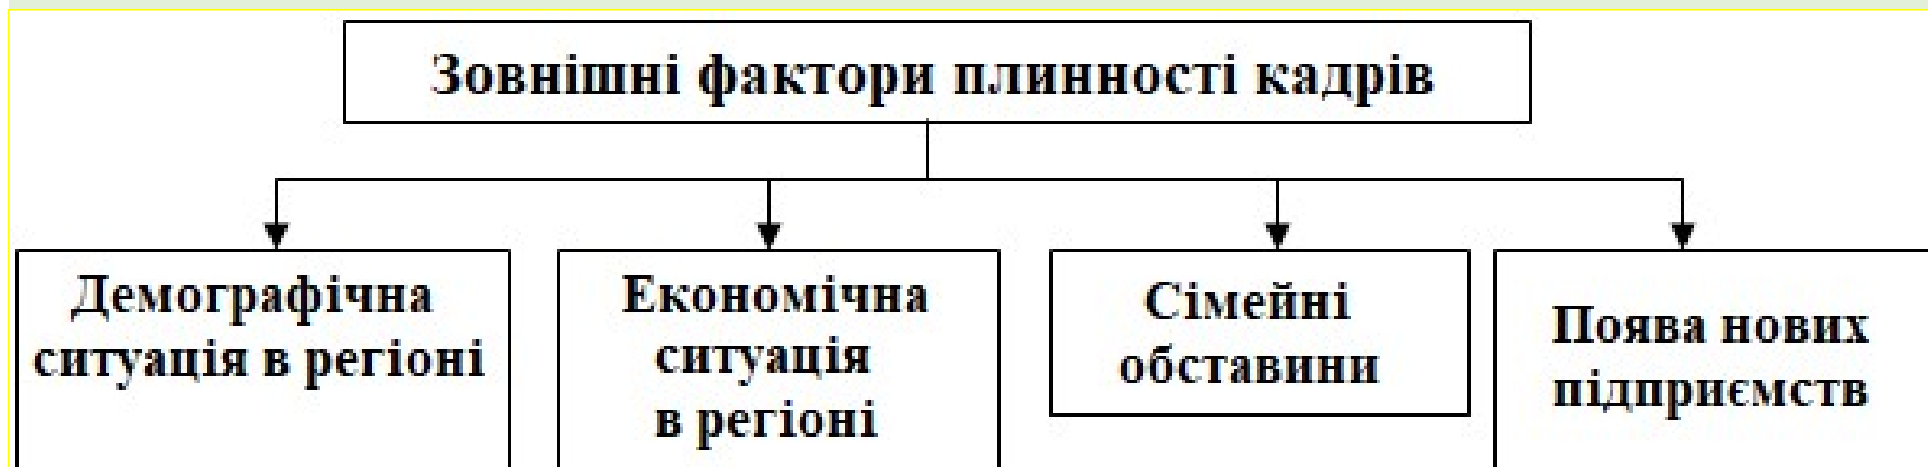 Зовнішні фактори плинності кадрів
Демографічна
ситуація в регіоні
Економічна
ситуація
в регіоні
Сімейні
обставини
Поява нових
підприємств